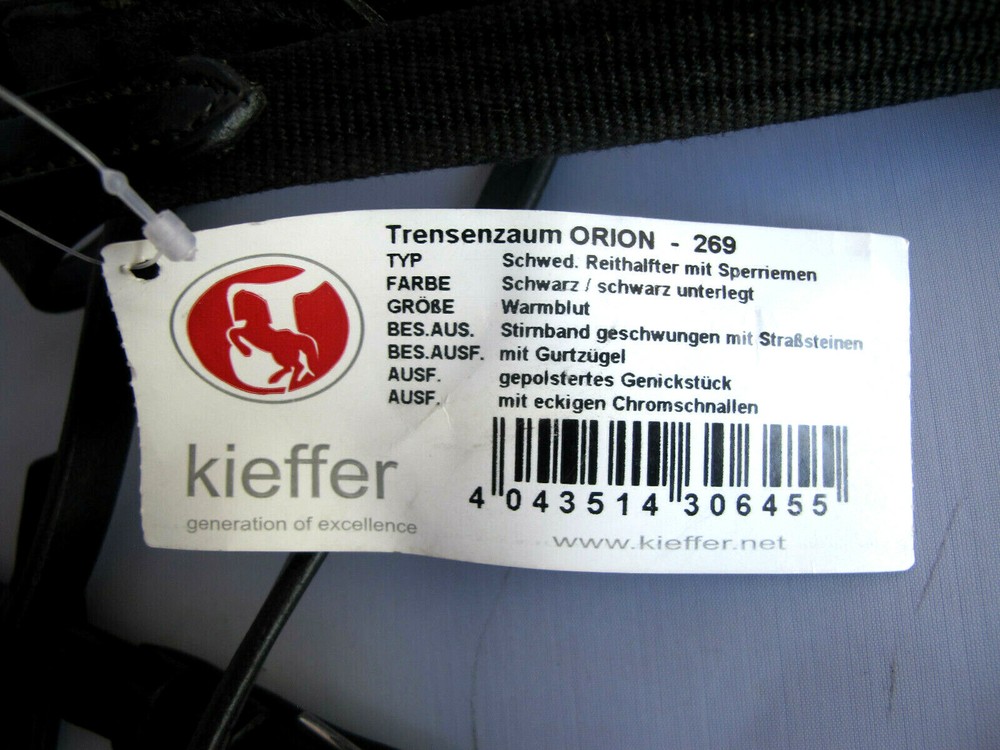 Trensenzaum ORION - 269
TYP Schwed. Reithalfter mit Sperriemen
FARBE Schwarz / schwarz unterlegt
GRÖßE Warmblut
BES.AUS. Stirnband geschwungen mit Straßsteinen
BES.AUSF. mit Gurtzügel
AUSF. gepolstertes Genickstück
AUSF. mit eckigen Chromschnallen
4 043514 306455
www.kieffer.net
kieffer
generation of excellence